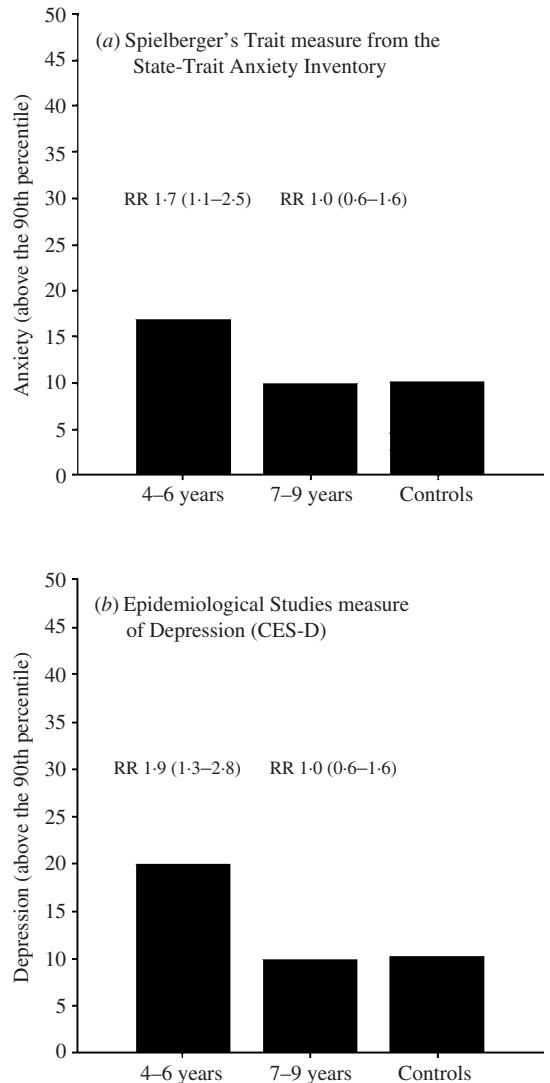 50
(a) Spielberger's Trait measure from the
State-Trait Anxiety Inventory
45
40
35
30
RR 1·7 (1·1–2·5) RR 1·0 (0·6–1·6)
25
20
15
10
5
0
Anxiety (above the 90th percentile)
4–6 years 7–9 years Controls
50
(b) Epidemiological Studies measure
of Depression (CES-D)
45
40
35
30
RR 1·9 (1·3–2·8) RR 1·0 (0·6–1·6)
25
20
15
10
5
0
Depression (above the 90th percentile)
4–6 years 7–9 years Controls